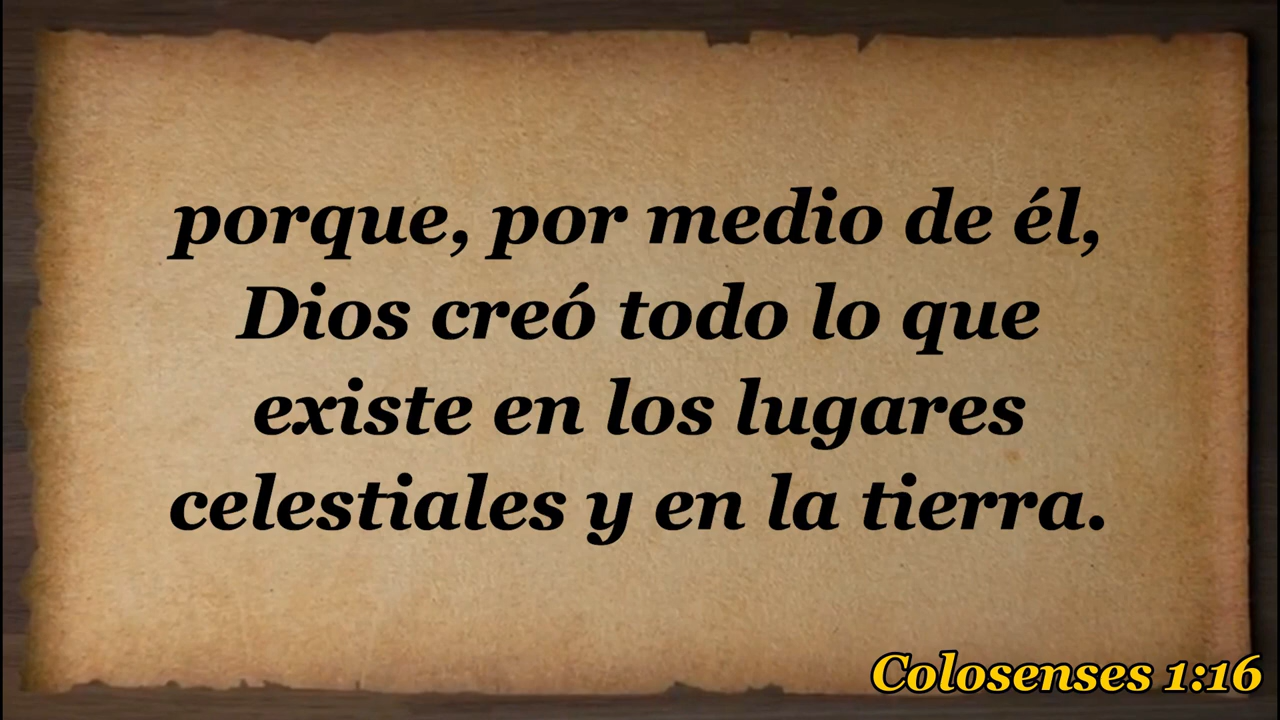 porque, por medio de él,
Dios creó todo lo que
existe en los lugares
celestiales y en la tierra.
Colosenses 1:16